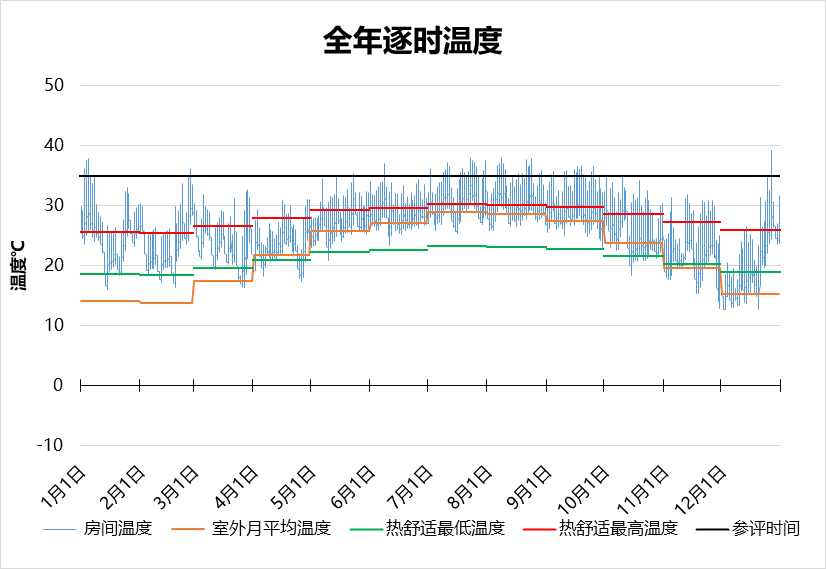 全年逐时温度
50
40
30
20
10
0
-10
温度℃
1月1日
2月1日
3月1日
4月1日
5月1日
6月1日
7月1日
8月1日
9月1日
10月1日
11月1日
12月1日
房间温度
室外月平均温度
热舒适最低温度
热舒适最高温度
参评时间